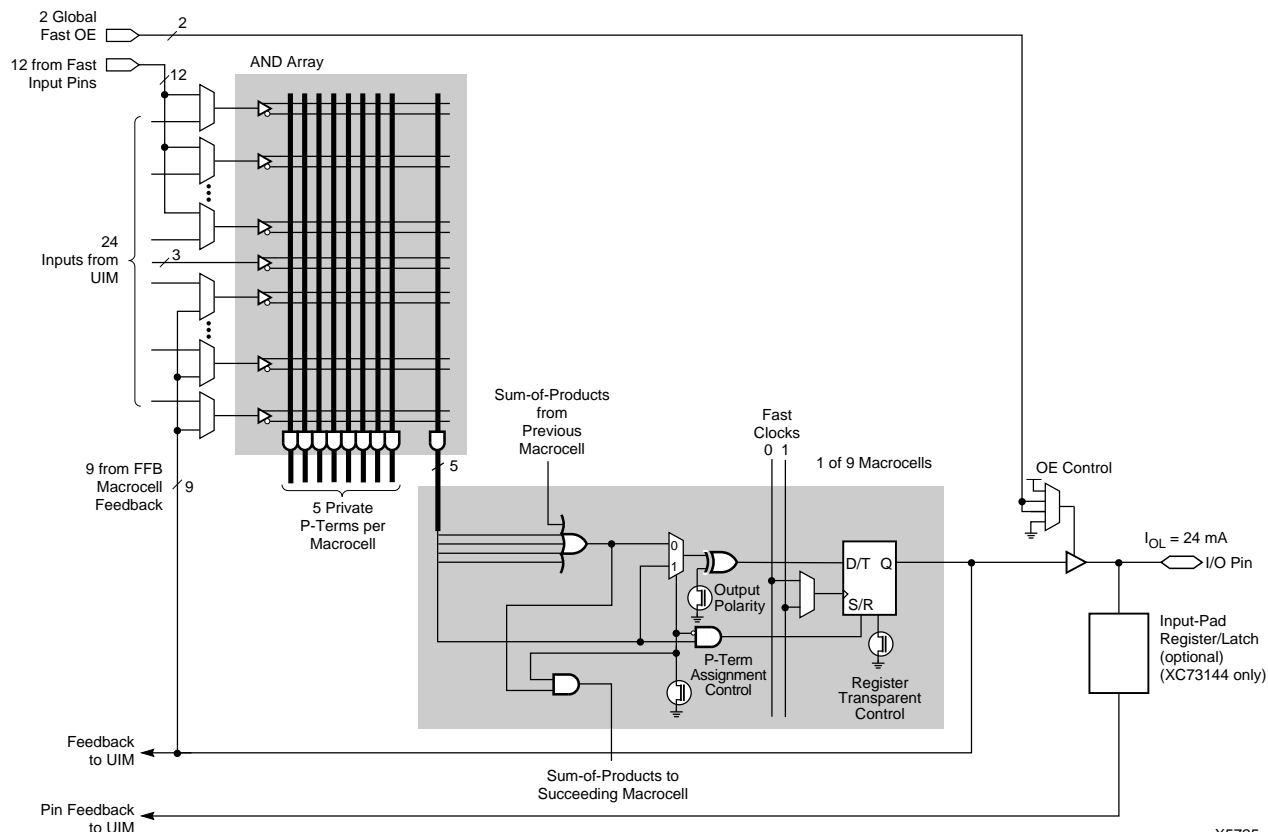 2 Global
Fast OE
2
12 from Fast
Input Pins
12
AND Array
24
Inputs from
UIM
3
9 from FFB
Macrocell
Feedback
9
5 Private
P-Terms per
Macrocell
5
Sum-of-Products
from
Previous
Macrocell
Fast
Clocks
0 1
1 of 9 Macrocells
OE Control
IOL = 24 mA
I/O Pin
0
1
D/T Q
S/R
Output
Polarity
P-Term
Assignment
Control
Register
Transparent
Control
Input-Pad
Register/Latch
(optional)
(XC73144 only)
Feedback
to UIM
Sum-of-Products to
Succeeding Macrocell
Pin Feedback
to UIM